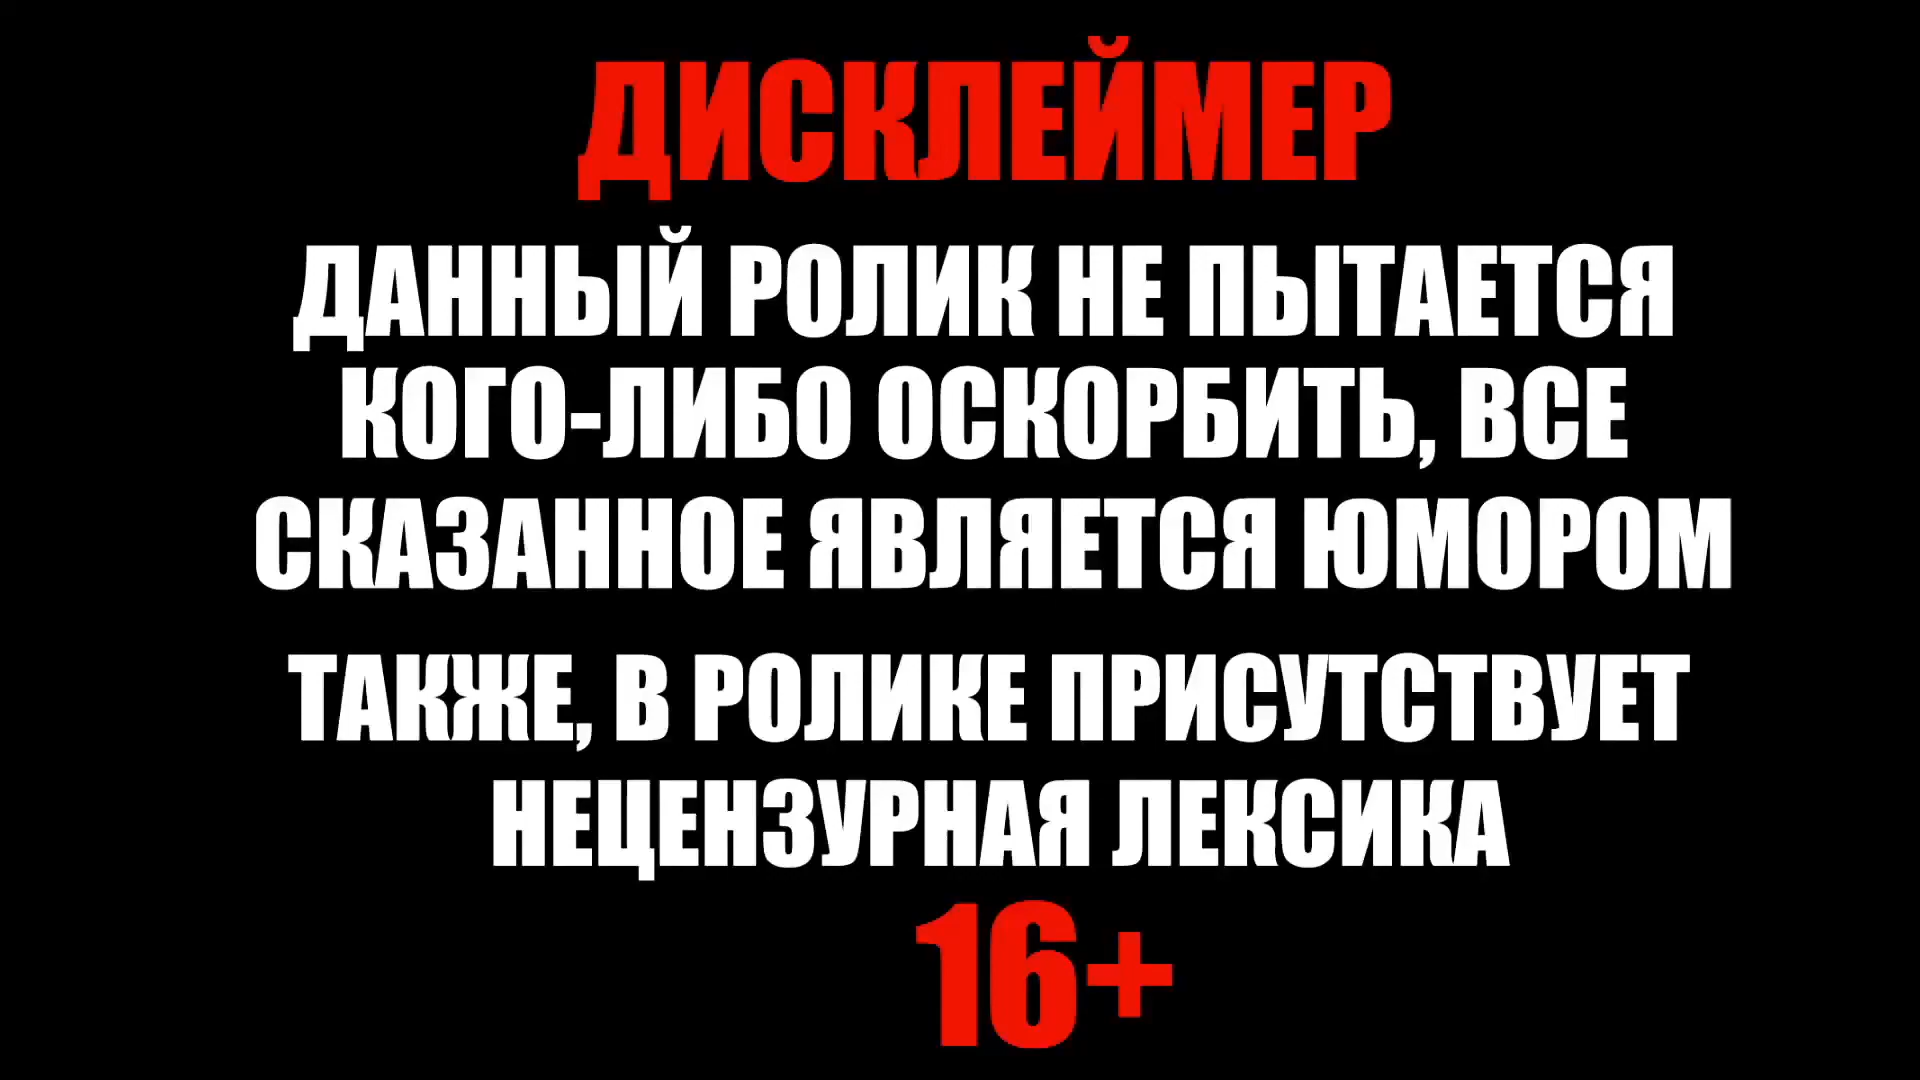 ДИСКЛЕЙМЕР
ДАННЫЙ РОЛИК НЕ ПЫТАЕТСЯ
КОГО-ЛИБО ОСКОРБИТЬ, ВСЕ
СКАЗАННОЕ ЯВЛЯЕТСЯ ЮМОРОМ
ТАКЖЕ, В РОЛИКЕ ПРИСУТСТВУЕТ
НЕЦЕНЗУРНАЯ ЛЕКСИКА
16+